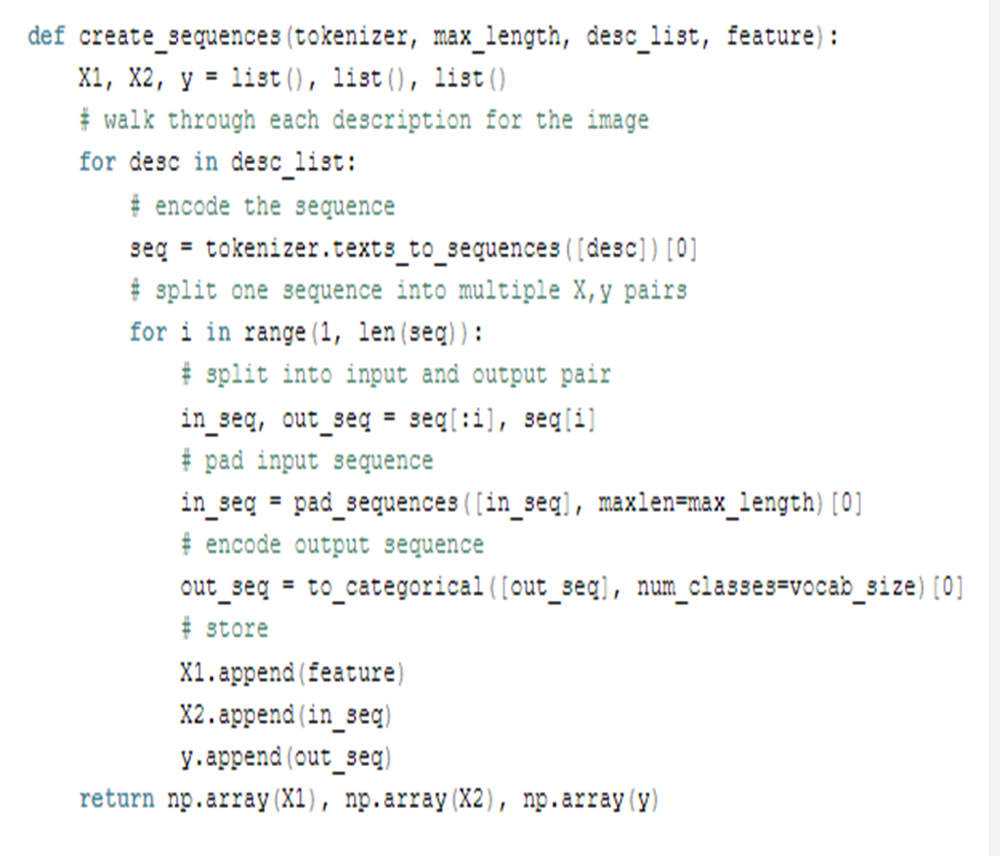 def create_sequences(tokenizer, max_length, desc_list, feature):
    X1, X2, y = list(), list(), list()
    # walk through each description for the image
    for desc in desc_list:
        # encode the sequence
        seq = tokenizer.texts_to_sequences([desc])[0]
        # split one sequence into multiple X,y pairs
        for i in range(1, len(seq)):
            # split into input and output pair
            in_seq, out_seq = seq[:i], seq[i]
            # pad input sequence
            in_seq = pad_sequences([in_seq], maxlen=max_length)[0]
            # encode output sequence
            out_seq = to_categorical([out_seq], num_classes=vocab_size)[0]
            # store
            X1.append(feature)
            X2.append(in_seq)
            y.append(out_seq)
    return np.array(X1), np.array(X2), np.array(y)